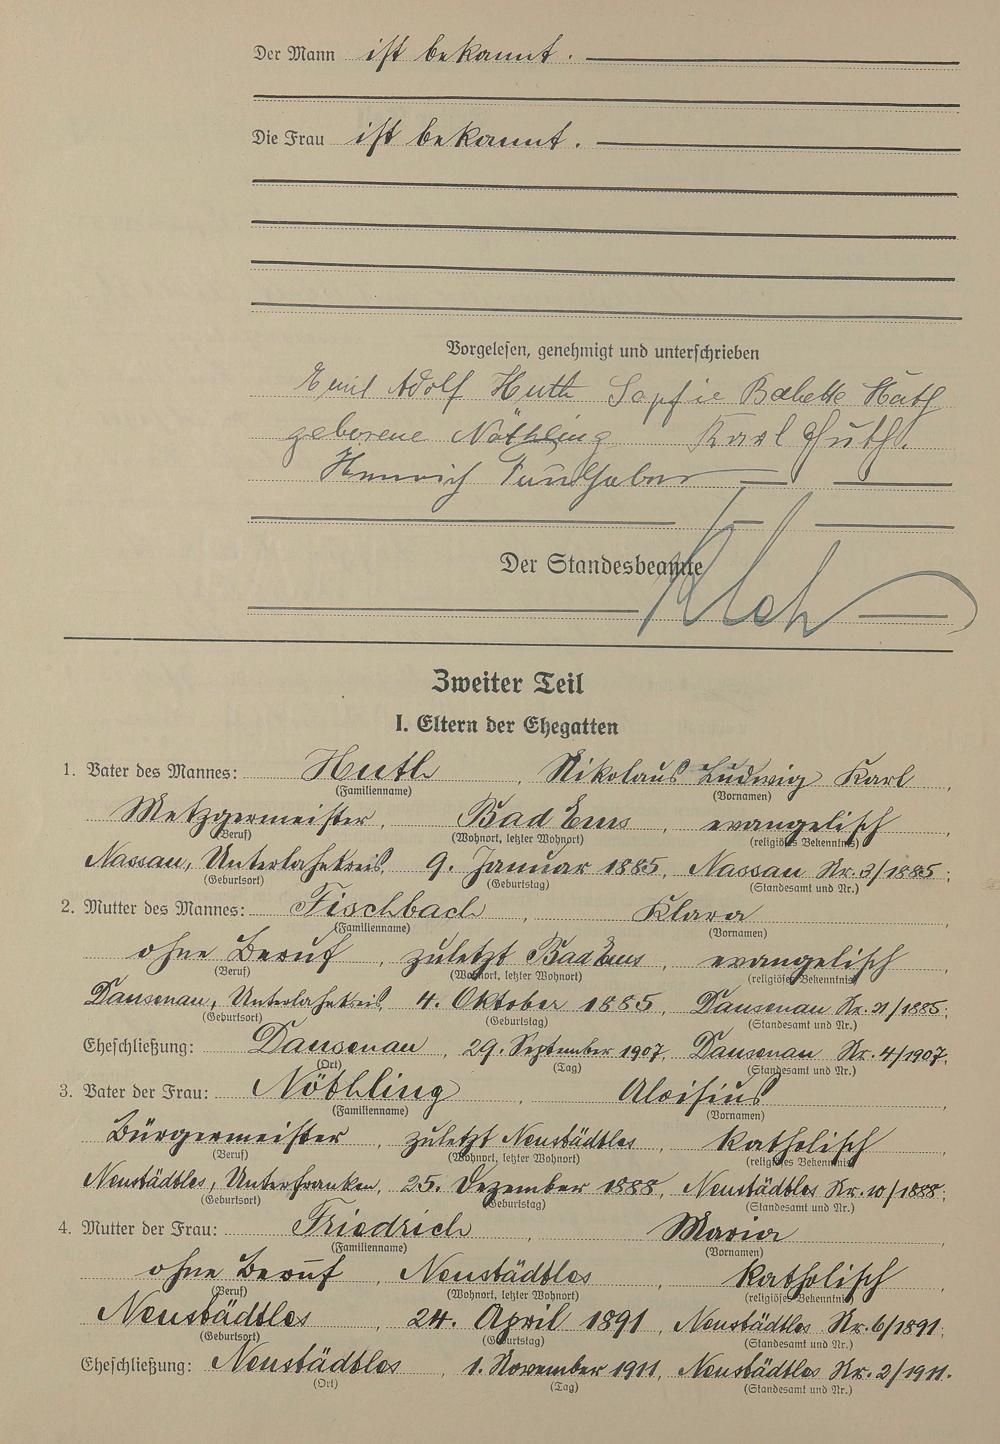 Der Mann ist bekannt.
Die Frau ist bekannt.
Vorgelesen, genehmigt und unterschrieben
Emil Adolf Huth Sopfie Babette Huth
geborene Nöthling Karl Huth.
Heinrich
Der Standesbeamte
Zweiter Teil
I. Eltern der Ehegatten
1. Vater des Mannes: Huth, Nikolaus Ludwig Karl,
(Familienname) (Vornamen)
Metzgermeister, Bad Ems, evangelisch,
(Beruf) (Wohnort, letzter Wohnort) (religiöses Bekenntnis)
Nassau, Unterlahnkreis, 9. Januar 1885, Nassau Nr. 3/1885;
(Geburtsort) (Geburtstag) (Standesamt und Nr.)
2. Mutter des Mannes: Fischbach, Klara,
(Familienname) (Vornamen)
ohne Beruf, zuletzt Bad Ems, evangelisch,
(Beruf) (Wohnort, letzter Wohnort) (religiöses Bekenntnis)
Dausenau, Unterlahnkreis, 4. Oktober 1885, Dausenau Nr. 21/1885;
(Geburtsort) (Geburtstag) (Standesamt und Nr.)
Eheschließung: Dausenau, 29. September 1907, Dausenau Nr. 4/1907.
(Ort) (Tag) (Standesamt und Nr.)
3. Vater der Frau: Nöthling, Aloisius,
(Familienname) (Vornamen)
Bürgermeister, zuletzt Neustädtles, katholisch,
(Beruf) (Wohnort, letzter Wohnort) (religiöses Bekenntnis)
Neustädtles, Unterfranken, 25. Dezember 1888, Neustädtles Nr. 10/1888;
(Geburtsort) (Geburtstag) (Standesamt und Nr.)
4. Mutter der Frau: Friedrich, Maria,
(Familienname) (Vornamen)
ohne Beruf, Neustädtles, katholisch,
(Beruf) (Wohnort, letzter Wohnort) (religiöses Bekenntnis)
Neustädtles, 24. April 1891, Neustädtles Nr. 6/1891;
(Geburtsort) (Geburtstag) (Standesamt und Nr.)
Eheschließung: Neustädtles, 1. November 1911, Neustädtles Nr. 2/1911.
(Ort) (Tag) (Standesamt und Nr.)